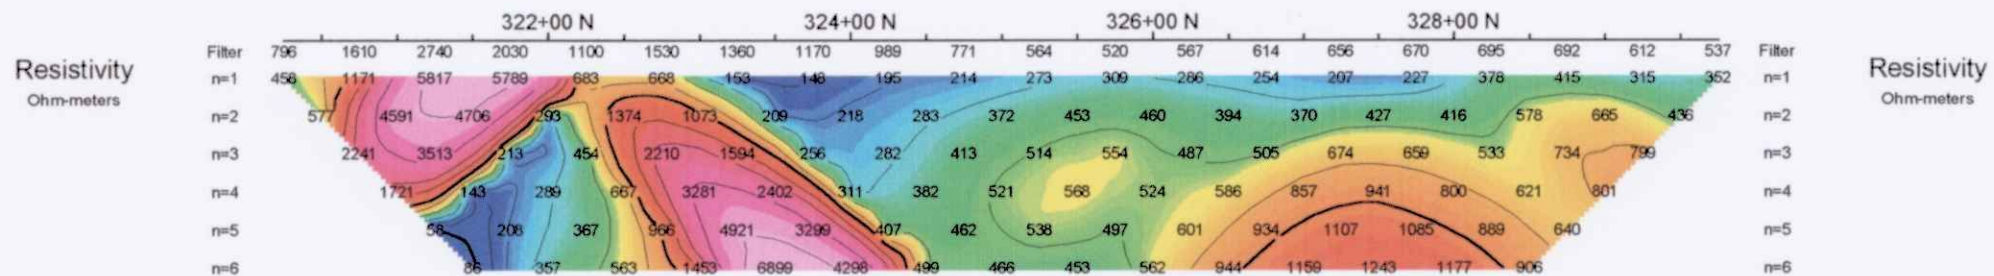 322+00 N 324+00 N 326+00 N 328+00 N
Filter 796 1610 2740 2030 1100 1530 1360 1170 989 771 564 520 567 614 656 670 695 692 612 537 Filter
Resistivity n=1 456 1171 5817 5789 683 668 153 146 195 214 273 309 286 254 207 227 378 415 315 352 n=1 Resistivity
Ohm-meters Ohm-meters
n=2 577 4591 4706 293 1374 1073 209 218 283 372 453 460 394 370 427 416 578 665 436 n=2
n=3 2241 3513 213 454 2210 1594 256 282 413 514 554 487 505 674 659 533 734 799 n=3
n=4 1721 143 289 667 3281 2402 311 382 521 568 524 586 857 941 800 621 801 n=4
n=5 58 208 367 966 4921 3299 407 462 538 497 601 934 1107 1085 889 640 n=5
n=6 86 357 563 1453 6899 4298 499 466 453 562 944 1159 1243 1177 906 n=6